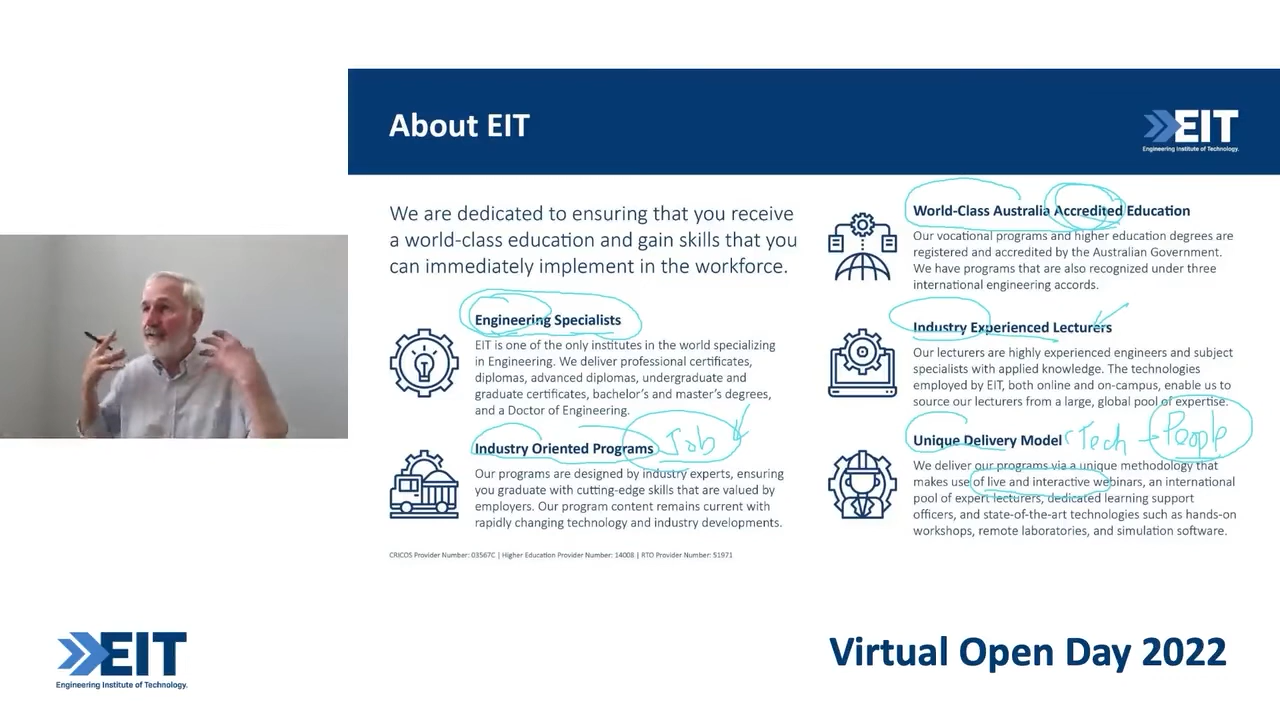 About EIT
EIT
Engineering Institute of Technology.
We are dedicated to ensuring that you receive
a world-class education and gain skills that you
can immediately implement in the workforce.
Engineering Specialists
EIT is one of the only institutes in the world specializing
in Engineering. We deliver professional certificates,
diplomas, advanced diplomas, undergraduate and
graduate certificates, bachelor's and master's degrees,
and a Doctor of Engineering.
Industry Oriented Programs Job
Our programs are designed by industry experts, ensuring
you graduate with cutting-edge skills that are valued by
employers. Our program content remains current with
rapidly changing technology and industry developments.
CRICOS Provider Number: 03567C | Higher Education Provider Number: 14008 | RTO Provider Number: 51971
World-Class Australia Accredited Education
Our vocational programs and higher education degrees are
registered and accredited by the Australian Government.
We have programs that are also recognized under three
international engineering accords.
Industry Experienced Lecturers
Our lecturers are highly experienced engineers and subject
specialists with applied knowledge. The technologies
employed by EIT, both online and on-campus, enable us to
source our lecturers from a large, global pool of expertise.
Unique Delivery Model Tech People
We deliver our programs via a unique methodology that
makes use of live and interactive webinars, an international
pool of expert lecturers, dedicated learning support
officers, and state-of-the-art technologies such as hands-on
workshops, remote laboratories, and simulation software.
EIT
Engineering Institute of Technology.
Virtual Open Day 2022